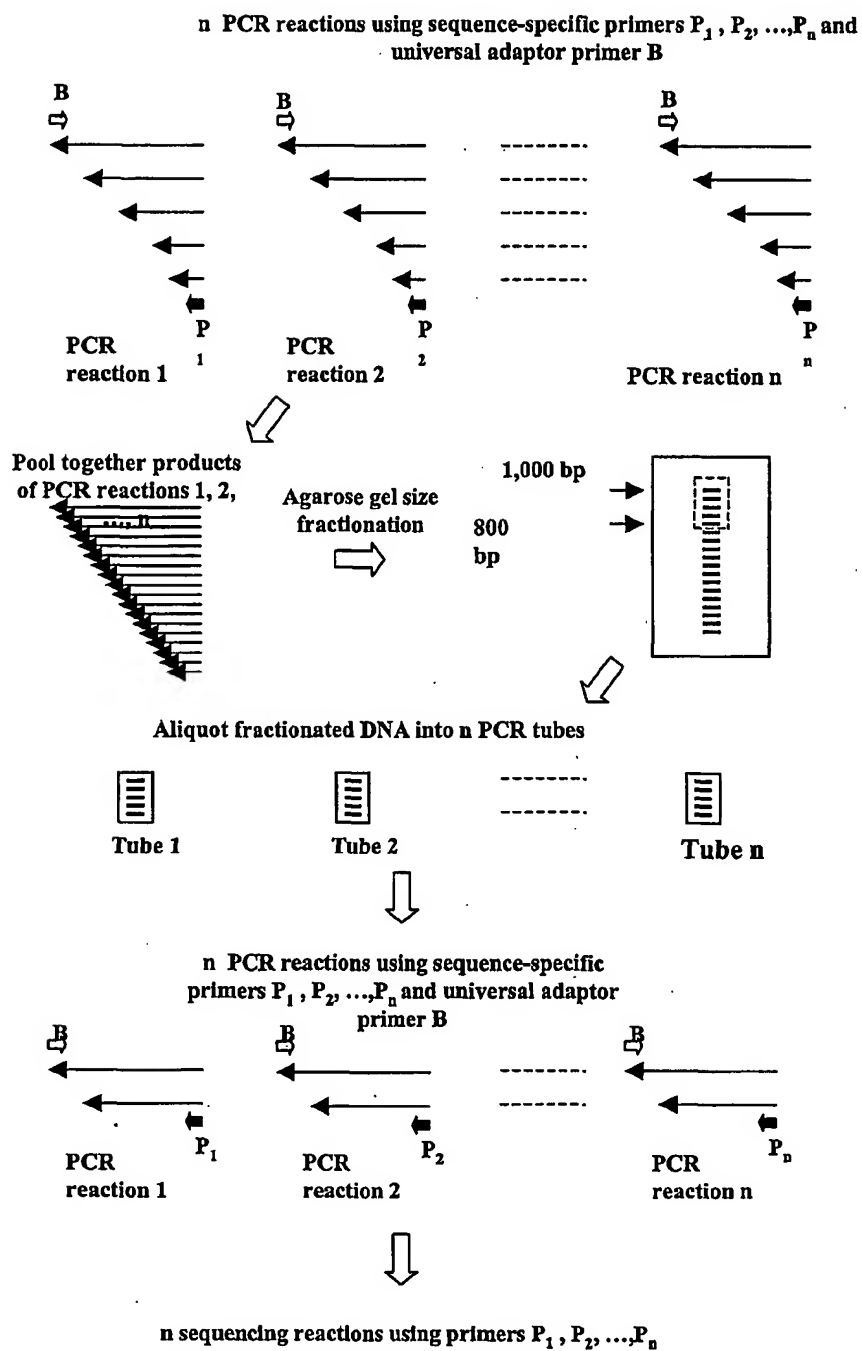 n PCR reactions using sequence-specific primers P1 , P2, ...,Pn and
universal adaptor primer B
B
B
B
P
1
P
2
P
n
PCR
reaction 1
PCR
reaction 2
PCR reaction n
Pool together products
of PCR reactions 1, 2,
..., n
Agarose gel size
fractionation
1,000 bp
800
bp
Aliquot fractionated DNA into n PCR tubes
Tube 1
Tube 2
Tube n
n PCR reactions using sequence-specific
primers P1 , P2, ...,Pn and universal adaptor
primer B
B
B
B
P1
P2
Pn
PCR
reaction 1
PCR
reaction 2
PCR
reaction n
n sequencing reactions using primers P1 , P2, ...,Pn